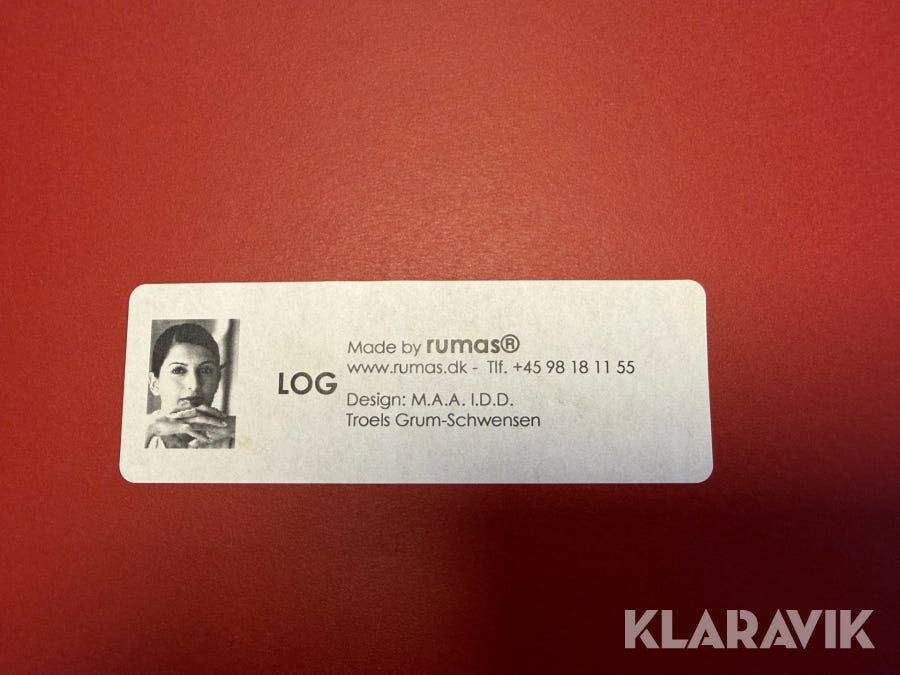 LOG
Made by rumas®
www.rumas.dk - Tlf. +45 98 18 11 55
Design: M.A.A. I.D.D.
Troels Grum-Schwensen
KLARAVIK